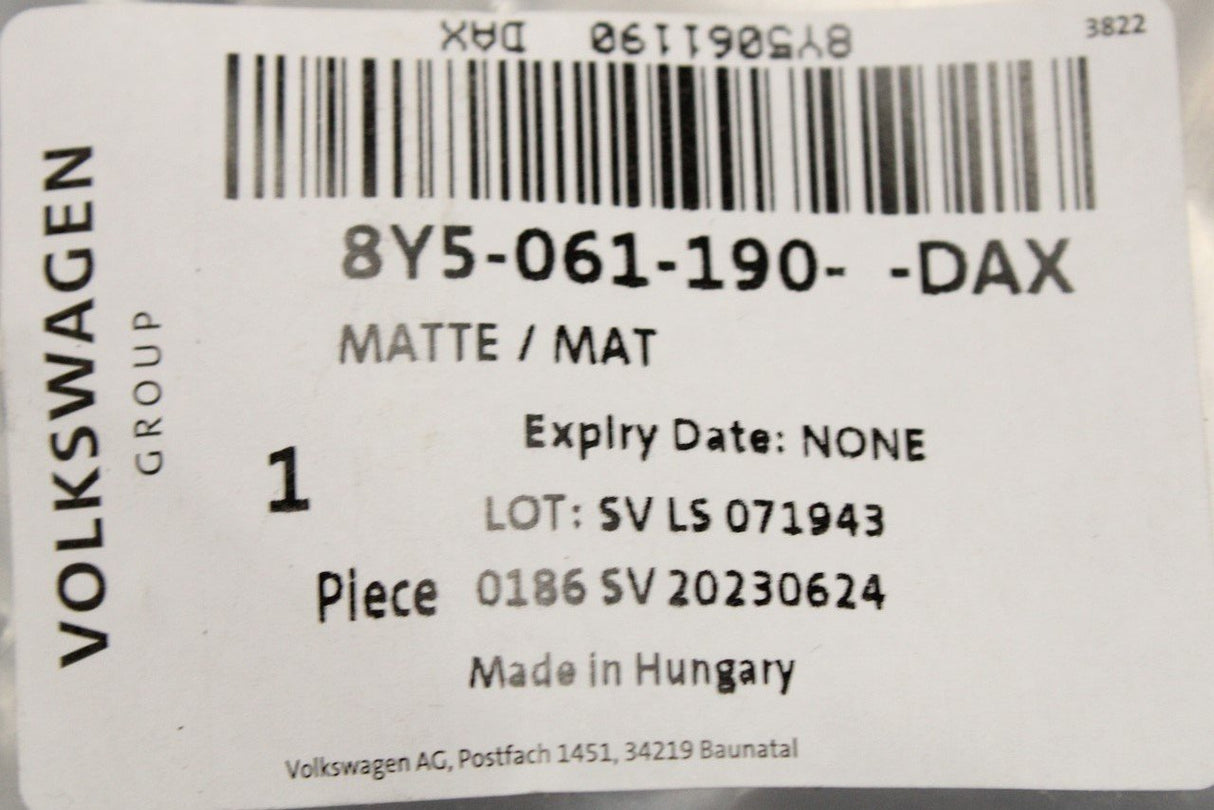 8Y5061190 DAX
3822
VOLKSWAGEN
GROUP
8Y5-061-190- -DAX
MATTE / MAT
Expiry Date: NONE
1
LOT: SV LS 071943
Piece 0186 SV 20230624
Made in Hungary
Volkswagen AG, Postfach 1451, 34219 Baunatal